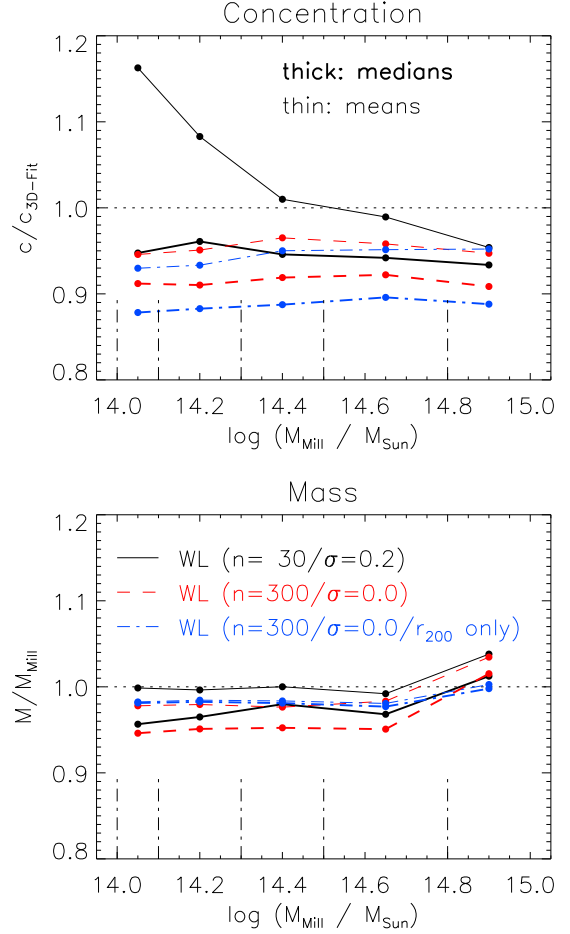 Concentration
1.2
thick: medians
thin: means
1.1
c/c3D-Fit
1.0
0.9
0.8
14.0 14.2 14.4 14.6 14.8 15.0
log (MMill / MSun)
Mass
1.2
WL (n= 30/σ=0.2)
WL (n=300/σ=0.0)
1.1
WL (n=300/σ=0.0/r200 only)
M/MMill
1.0
0.9
0.8
14.0 14.2 14.4 14.6 14.8 15.0
log (MMill / MSun)